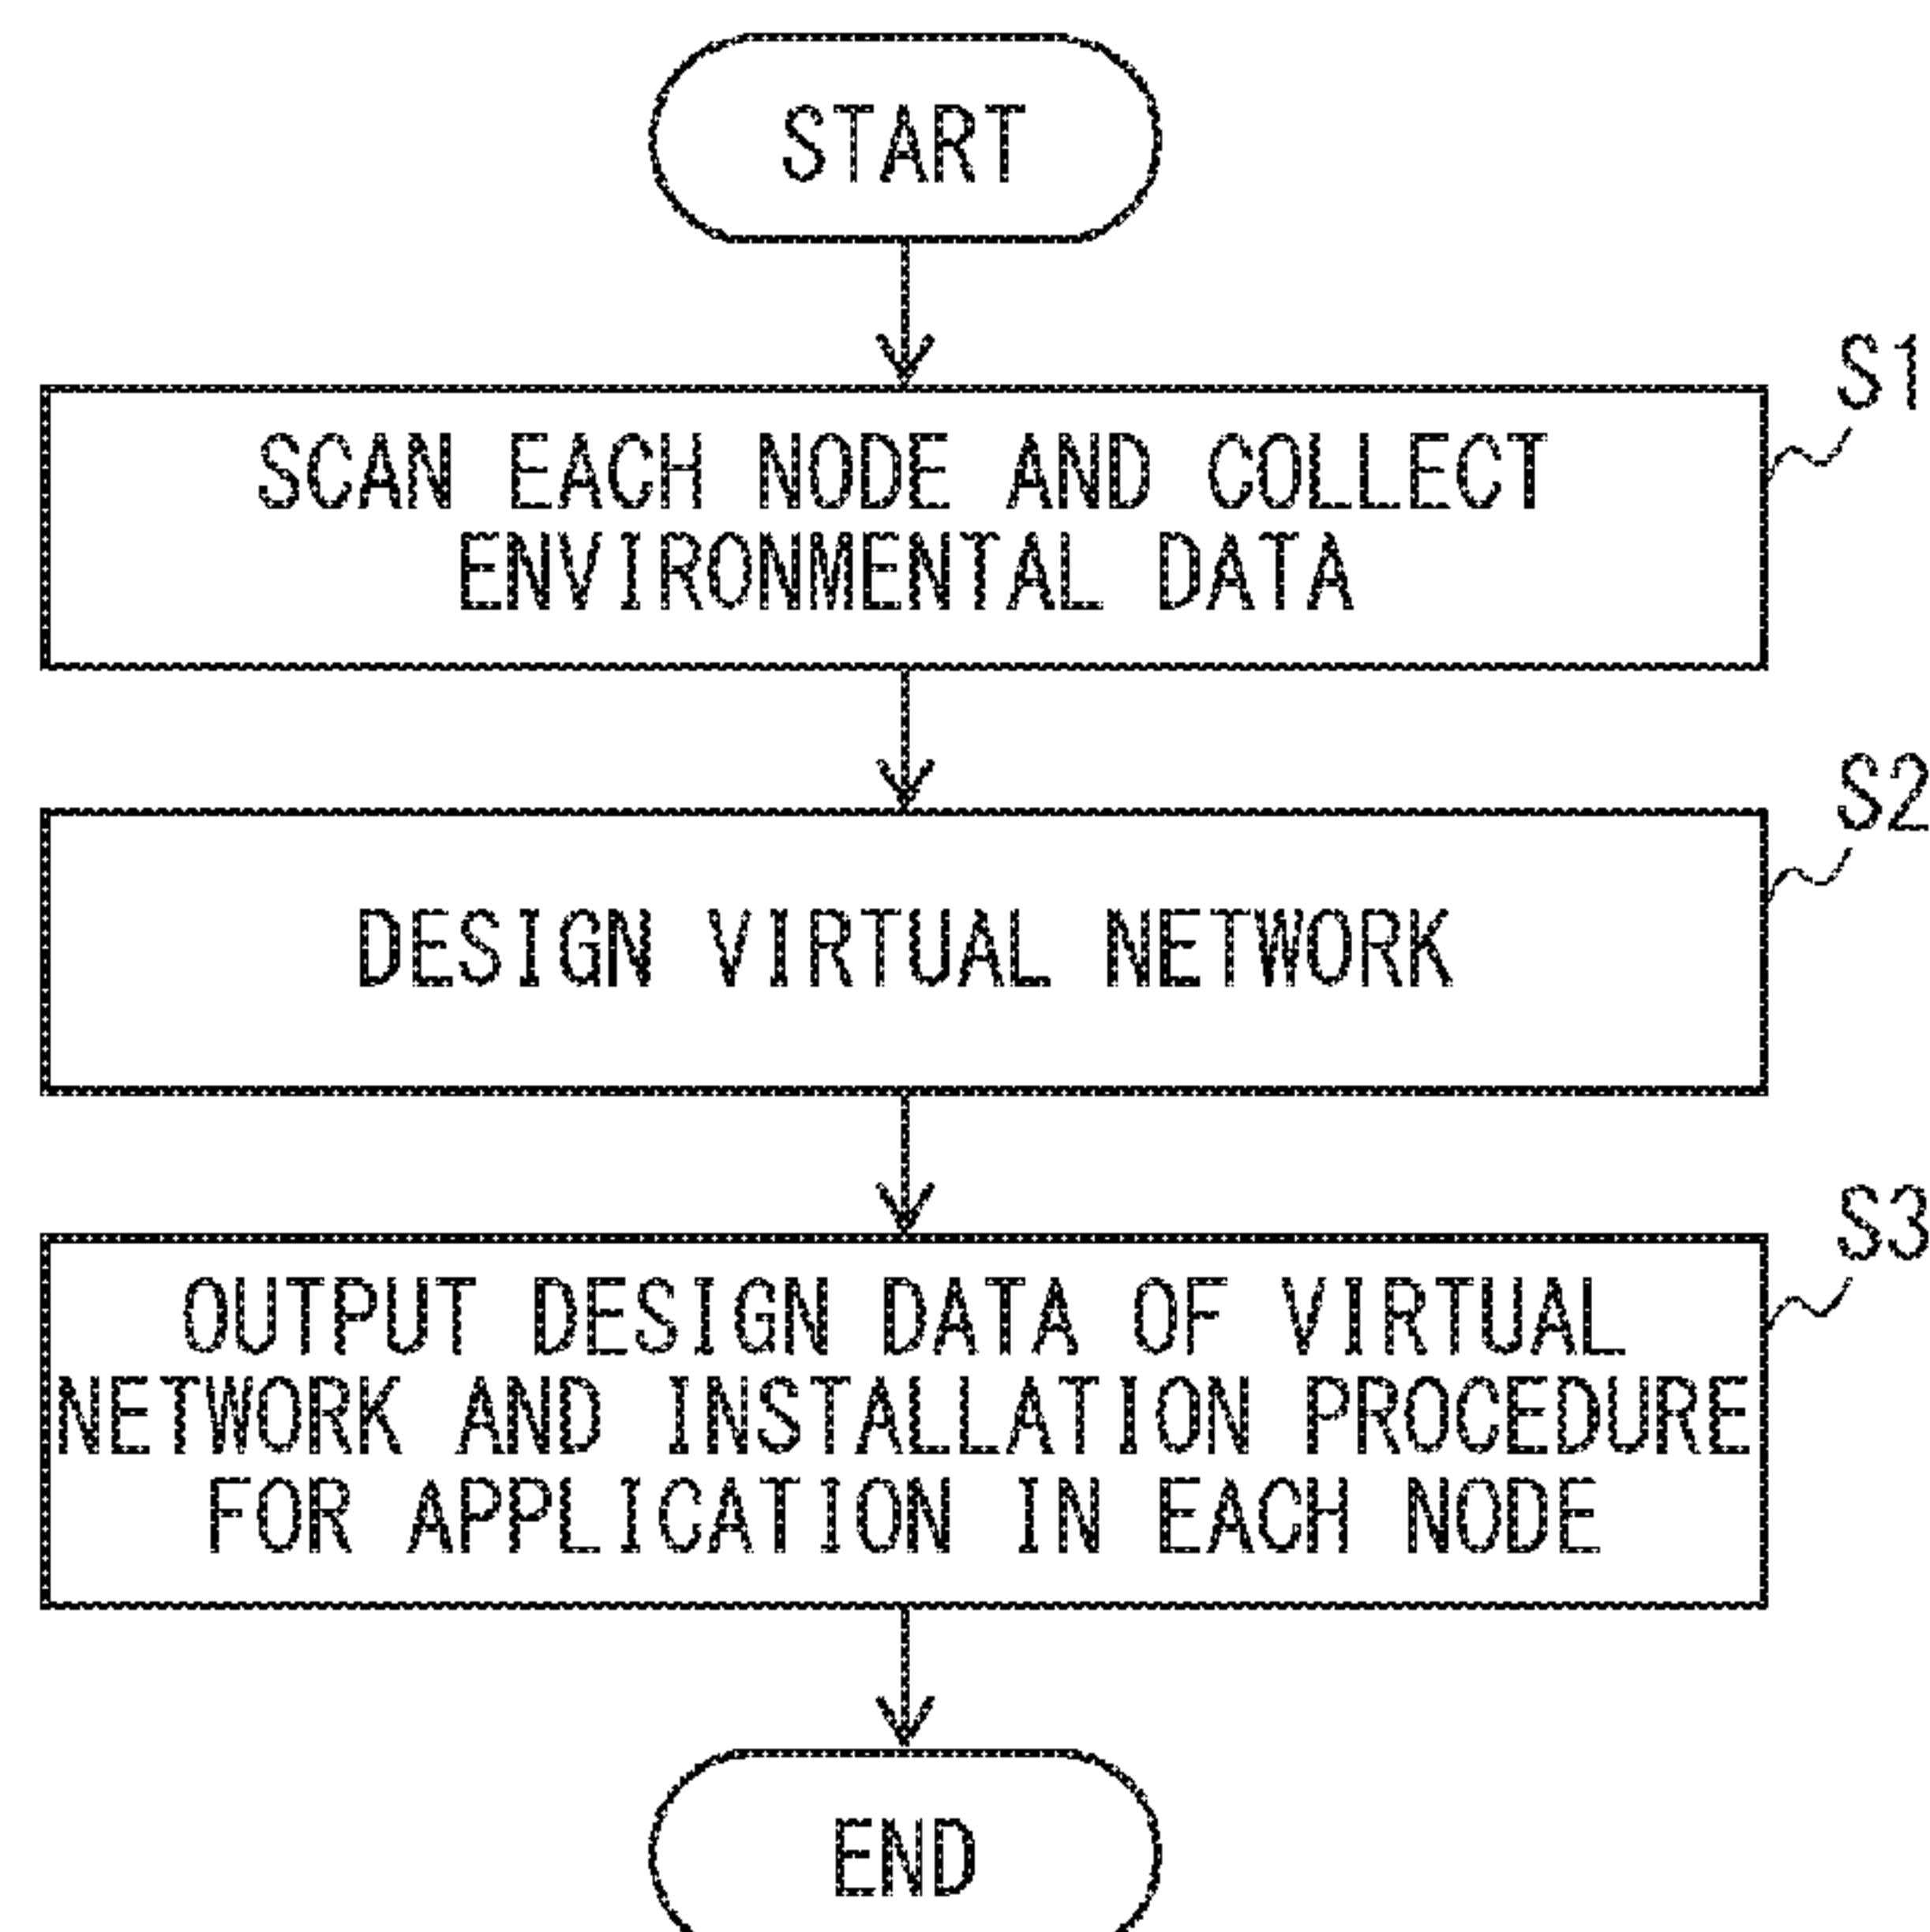 START
S1
SCAN EACH NODE AND COLLECT
ENVIRONMENTAL DATA
S2
DESIGN VIRTUAL NETWORK
S3
OUTPUT DESIGN DATA OF VIRTUAL
NETWORK AND INSTALLATION PROCEDURE
FOR APPLICATION IN EACH NODE
END